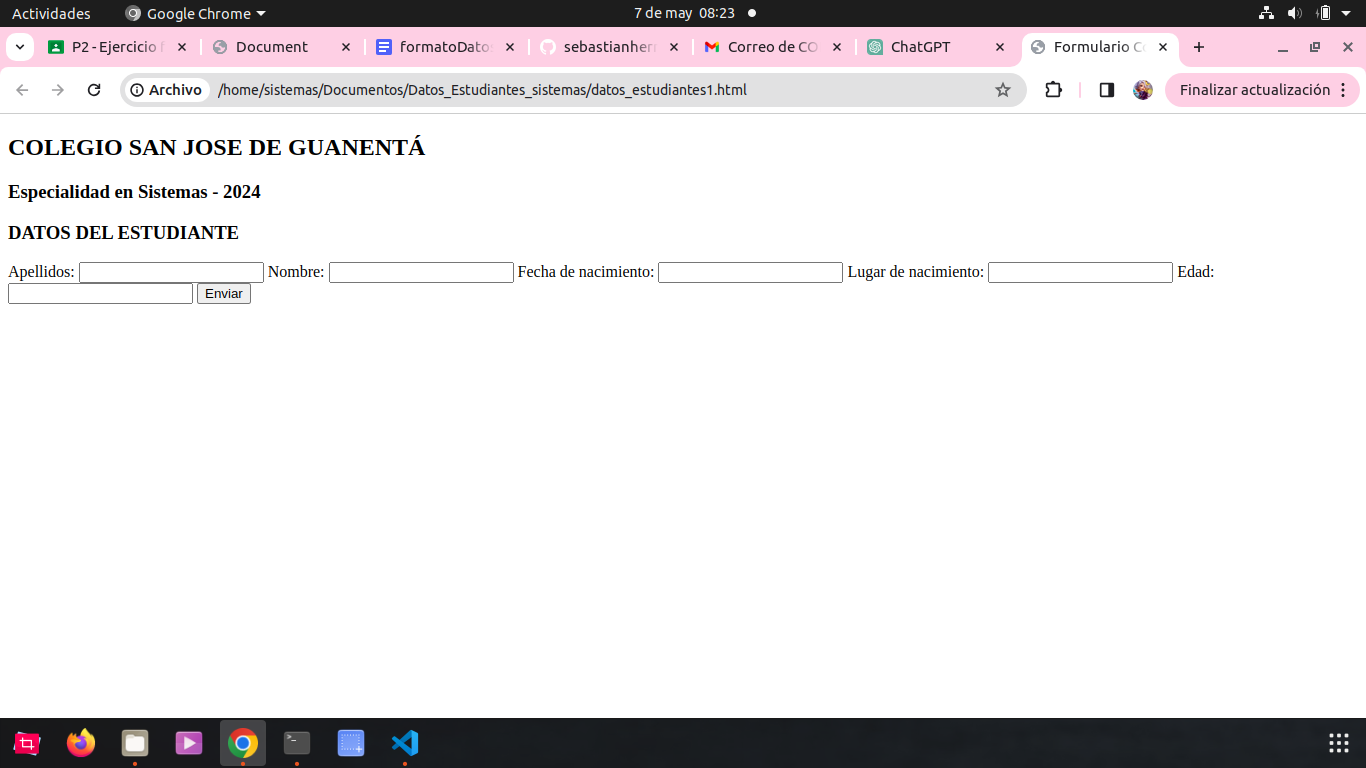 Actividades Google Chrome 7 de may 08:23
P2 - Ejercicio Document formatoDato sebastianher Correo de CO ChatGPT Formulario Co
Archivo /home/sistemas/Documentos/Datos_Estudiantes_sistemas/datos_estudiantes1.html Finalizar actualización
COLEGIO SAN JOSE DE GUANENTÁ
Especialidad en Sistemas - 2024
DATOS DEL ESTUDIANTE
Apellidos: Nombre: Fecha de nacimiento: Lugar de nacimiento: Edad:
Enviar